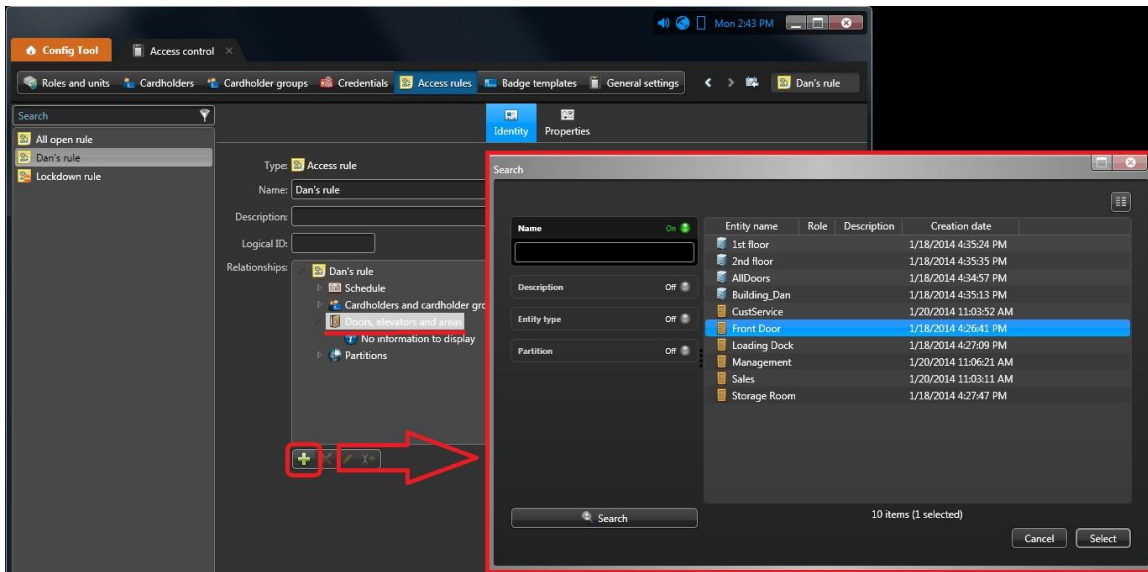 Mon 2:43 PM
Config Tool
Access control
Roles and units
Cardholders
Cardholder groups
Credentials
Access rules
Badge templates
General settings
Dan's rule
Search
All open rule
Dan's rule
Lockdown rule
Identity
Properties
Type: Access rule
Name: Dan's rule
Description:
Logical ID:
Relationships:
Dan's rule
Schedule
Cardholders and cardholder gro
Doors, elevators and areas
No information to display
Partitions
Search
Name On
Description Off
Entity type Off
Partition Off
Search
Entity name Role Description Creation date
1st floor 1/18/2014 4:35:24 PM
2nd floor 1/18/2014 4:35:35 PM
AllDoors 1/18/2014 4:34:57 PM
Building_Dan 1/18/2014 4:35:13 PM
CustService 1/20/2014 11:03:52 AM
Front Door 1/18/2014 4:26:41 PM
Loading Dock 1/18/2014 4:27:09 PM
Management 1/20/2014 11:06:21 AM
Sales 1/20/2014 11:03:11 AM
Storage Room 1/18/2014 4:27:47 PM
10 items (1 selected)
Cancel
Select